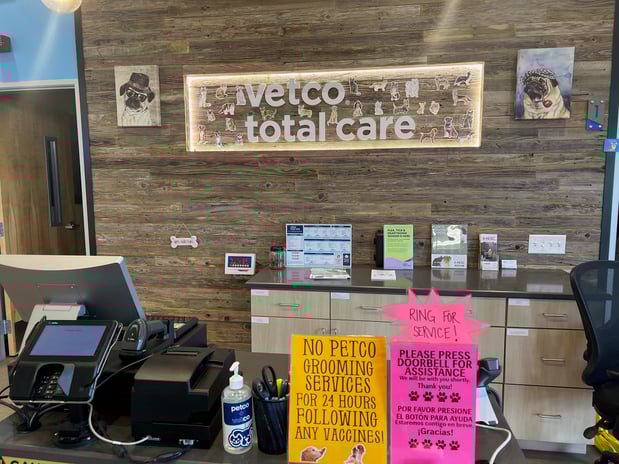 vetco
total care
RING FOR
SERVICE!
NO PETCO
GROOMING
SERVICES
FOR 24 HOURS
FOLLOWING
ANY VACCINES!
PLEASE PRESS
DOORBELL FOR
ASSISTANCE
We will be with you shortly.
Thank you!
POR FAVOR PRESIONE
EL BOTON PARA AYUDA
Estaremos contigo en breve.
¡Gracias!
petco